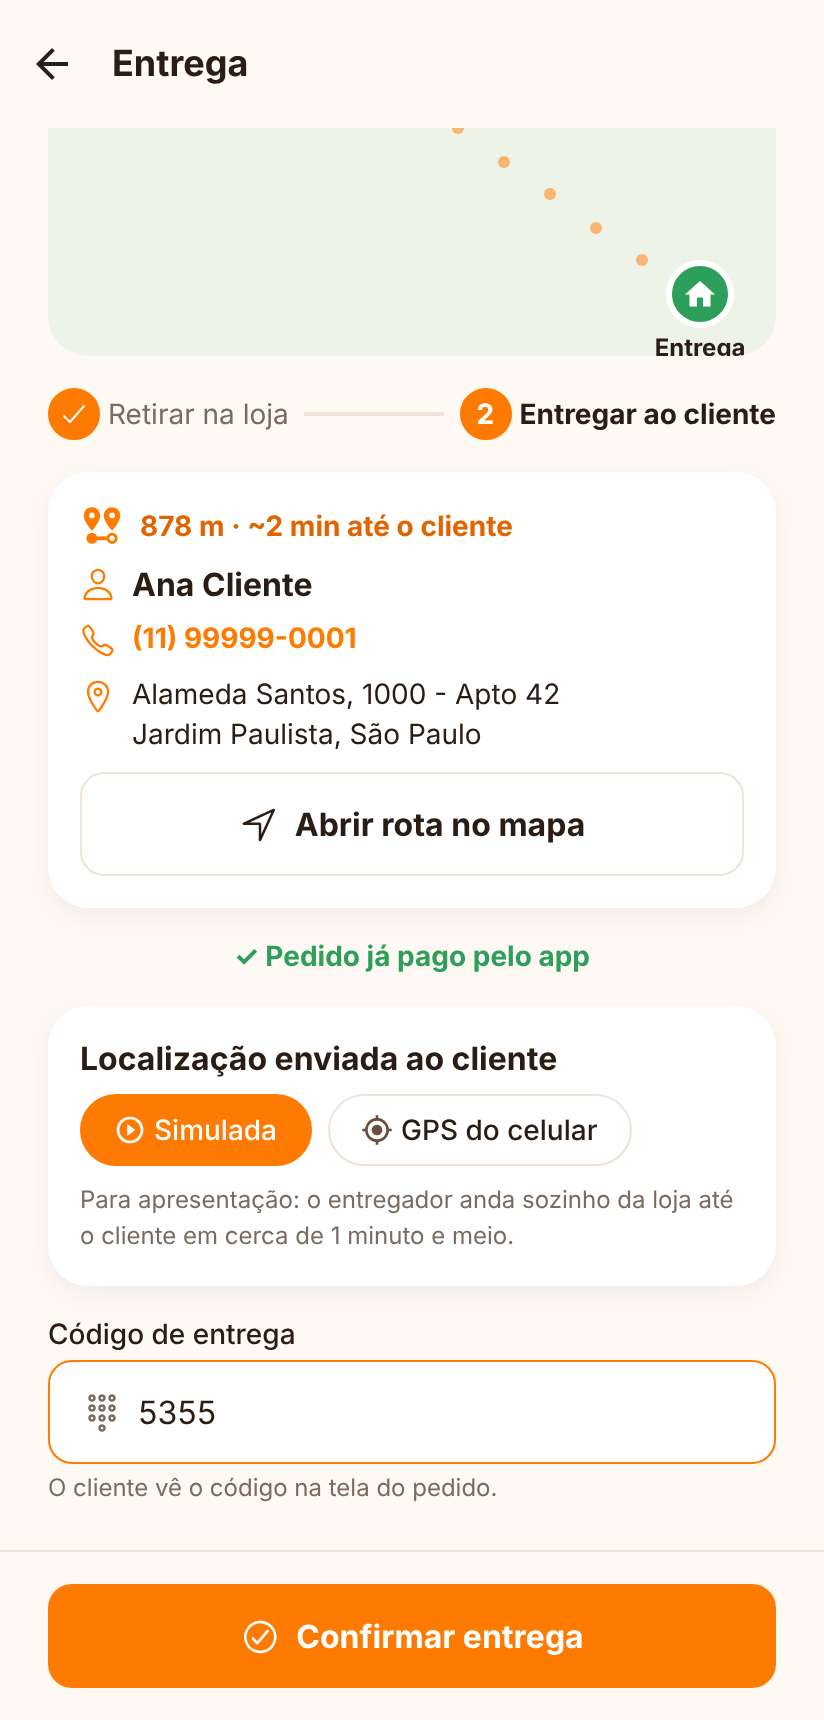 Entrega
Entrega
Retirar na loja
2 Entregar ao cliente
878 m · ~2 min até o cliente
Ana Cliente
(11) 99999-0001
Alameda Santos, 1000 - Apto 42
Jardim Paulista, São Paulo
Abrir rota no mapa
Pedido já pago pelo app
Localização enviada ao cliente
Simulada
GPS do celular
Para apresentação: o entregador anda sozinho da loja até
o cliente em cerca de 1 minuto e meio.
Código de entrega
5355
O cliente vê o código na tela do pedido.
Confirmar entrega